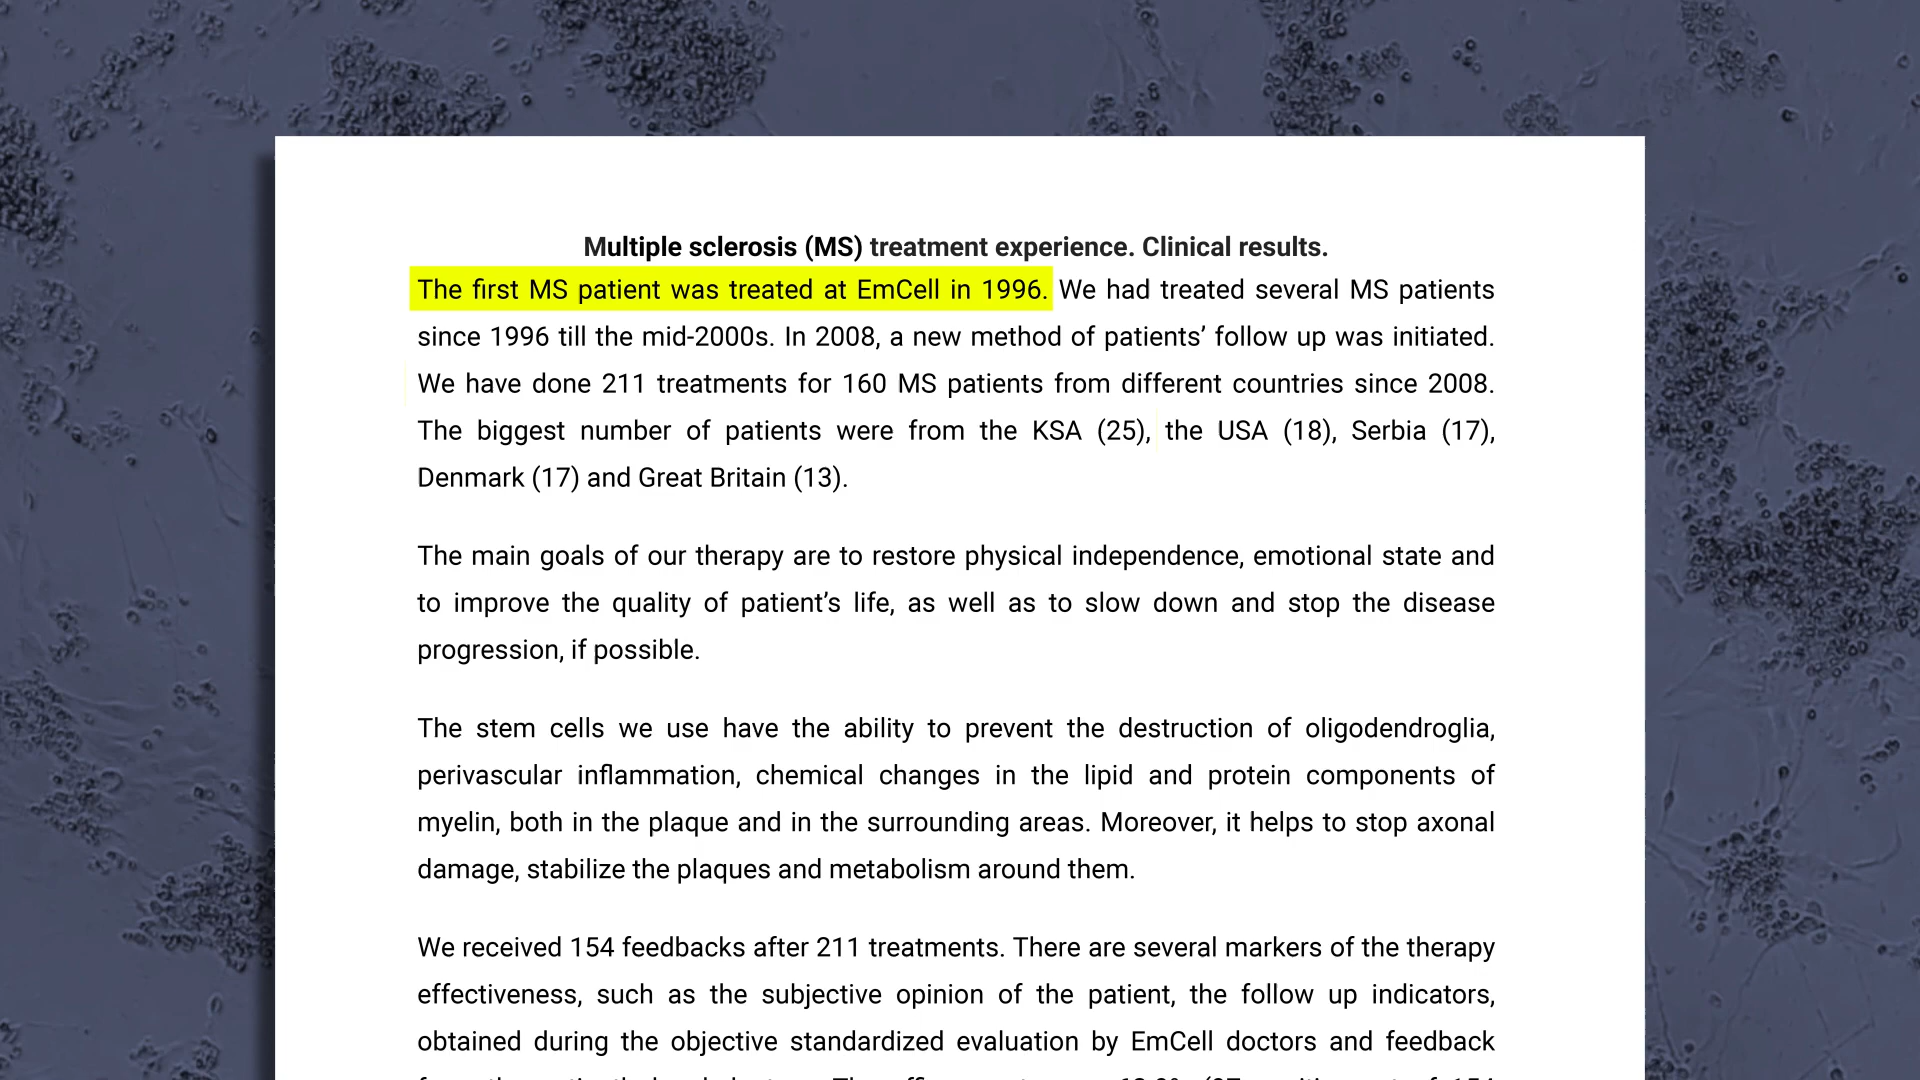 Multiple sclerosis (MS) treatment experience. Clinical results.
The first MS patient was treated at EmCell in 1996. We had treated several MS patients
since 1996 till the mid-2000s. In 2008, a new method of patients’ follow up was initiated.
We have done 211 treatments for 160 MS patients from different countries since 2008.
The biggest number of patients were from the KSA (25), the USA (18), Serbia (17),
Denmark (17) and Great Britain (13).
The main goals of our therapy are to restore physical independence, emotional state and
to improve the quality of patient’s life, as well as to slow down and stop the disease
progression, if possible.
The stem cells we use have the ability to prevent the destruction of oligodendroglia,
perivascular inflammation, chemical changes in the lipid and protein components of
myelin, both in the plaque and in the surrounding areas. Moreover, it helps to stop axonal
damage, stabilize the plaques and metabolism around them.
We received 154 feedbacks after 211 treatments. There are several markers of the therapy
effectiveness, such as the subjective opinion of the patient, the follow up indicators,
obtained during the objective standardized evaluation by EmCell doctors and feedback